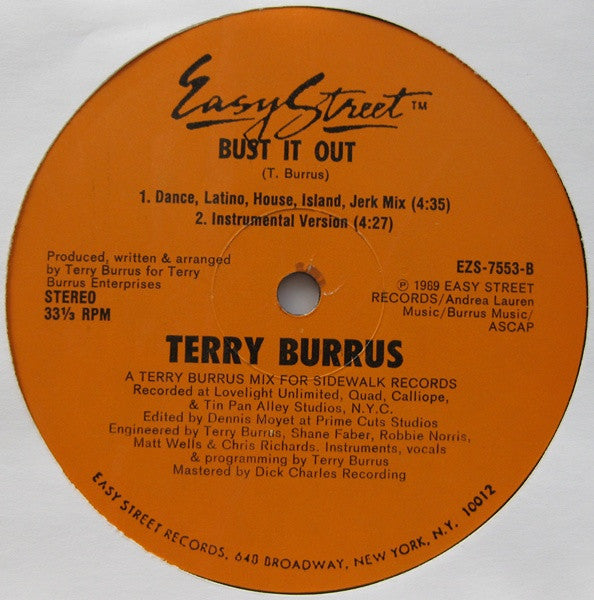 Easy Street™
BUST IT OUT
(T. Burrus)
1. Dance, Latino, House, Island, Jerk Mix (4:35)
2. Instrumental Version (4:27)
Produced, written & arranged
by Terry Burrus for Terry
Burrus Enterprises
STEREO
33⅓ RPM
EZS-7553-B
℗ 1989 EASY STREET
RECORDS/Andrea Lauren
Music/Burrus Music/
ASCAP
TERRY BURRUS
A TERRY BURRUS MIX FOR SIDEWALK RECORDS
Recorded at Lovelight Unlimited, Quad, Calliope,
& Tin Pan Alley Studios, N.Y.C.
Edited by Dennis Moyet at Prime Cuts Studios
Engineered by Terry Burrus, Shane Faber, Robbie Norris,
Matt Wells & Chris Richards. Instruments, vocals
& programming by Terry Burrus
Mastered by Dick Charles Recording
EASY STREET RECORDS, 640 BROADWAY, NEW YORK, N.Y. 10012